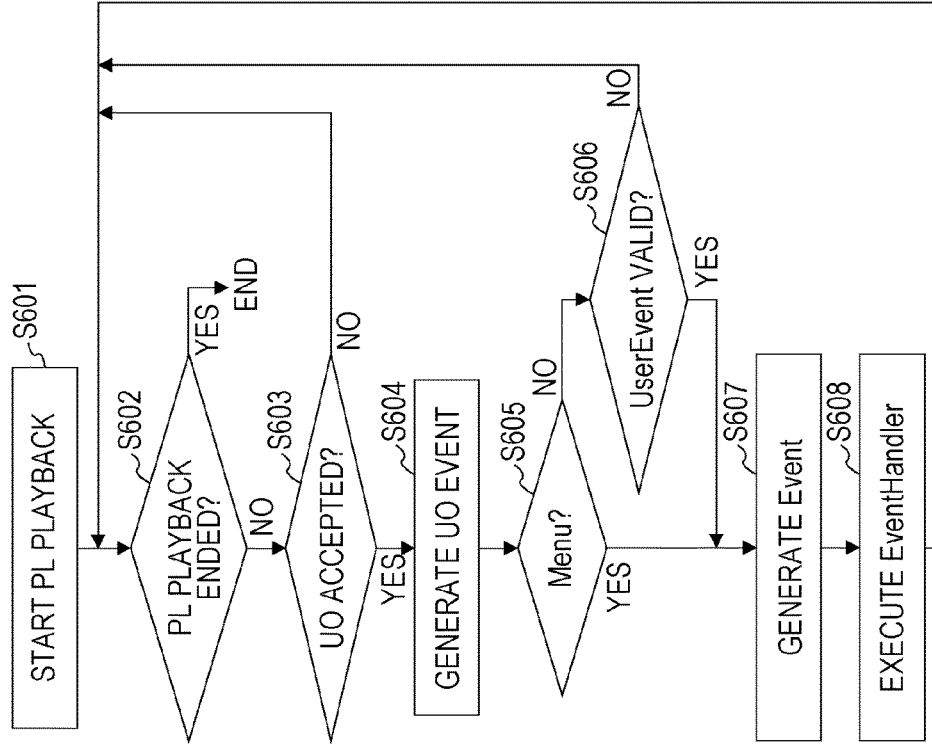 START PL PLAYBACK
S601
PL PLAYBACK
ENDED?
S602
YES
END
NO
UO ACCEPTED?
S603
NO
YES
GENERATE UO EVENT
S604
Menu?
S605
NO
YES
UserEvent VALID?
S606
NO
YES
GENERATE Event
S607
EXECUTE EventHandler
S608